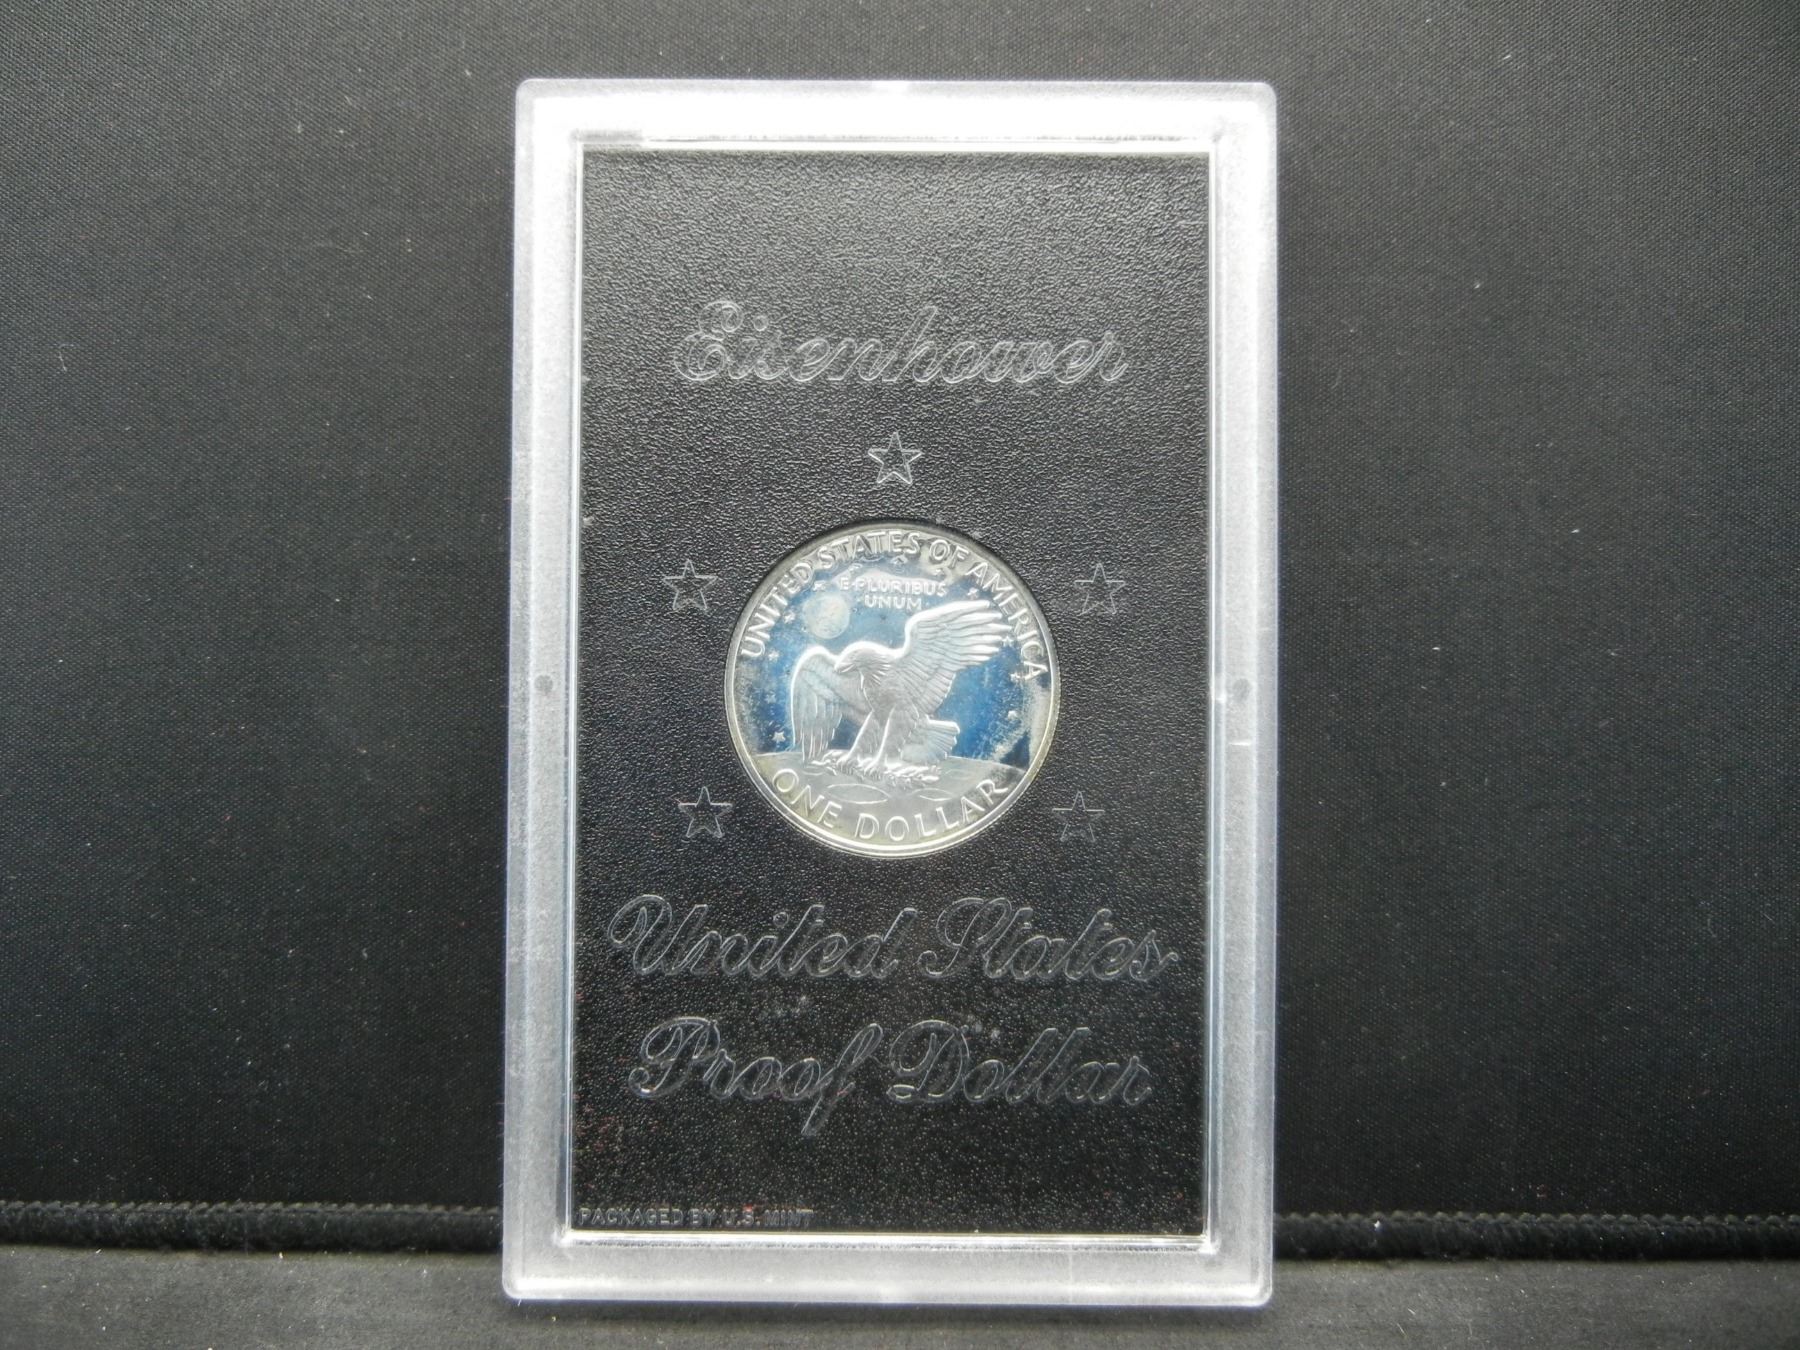 Eisenhower
UNITED STATES OF AMERICA
E PLURIBUS
UNUM
ONE DOLLAR
United States
Proof Dollar
PACKAGED BY U.S. MINT